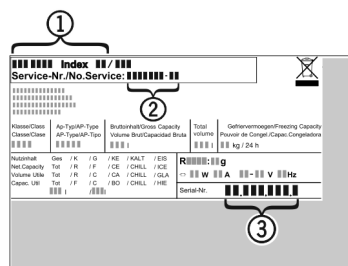 1
Index /
Service-Nr./No.Service: -
2
Klasse/Class Ap-Typ/AP-Type Bruttoinhalt/Gross Capacity Total Gefriervermoegen/Freezing Capacity
Classe/Clase AP-Type/AP-Tipo Volume Brut/Capacidad Bruta volume Pouvoir de Congel./Capac.Congeladora
l l kg / 24 h
Nutzinhalt Ges / K / G / KE / KALT / EIS
Net.Capacity Tot / R / F / CE / CHILL / ICE
Volume Utile Tot / R / C / CA / CHILL / GLA
Capac. Util Tot / F / C / BO / CHILL / HIE
l / l
R : g
W A - V Hz
Serial-Nr.
3